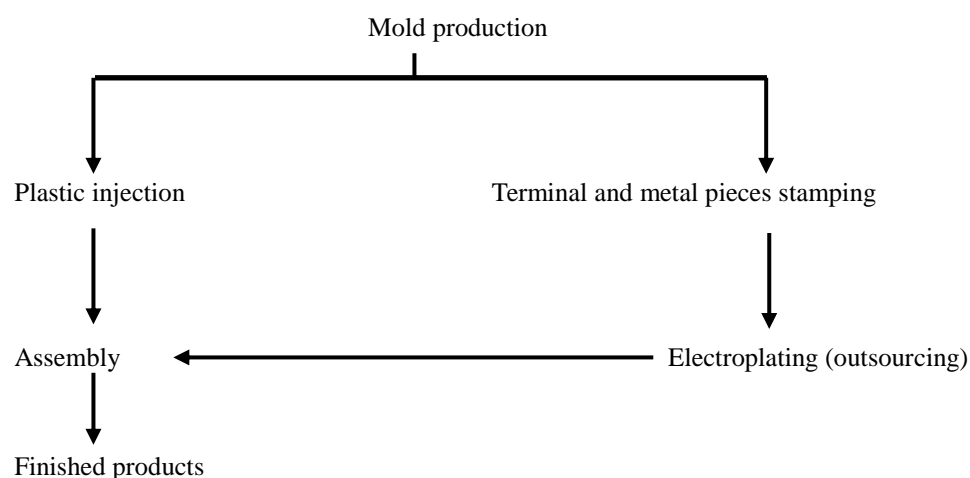 Mold production
Plastic injection
Terminal and metal pieces stamping
Assembly
Electroplating (outsourcing)
Finished products